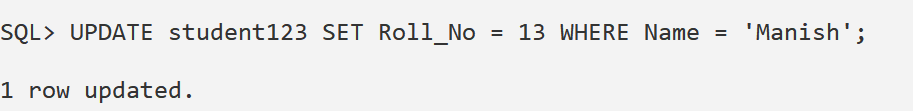 SQL> UPDATE student123 SET Roll_No = 13 WHERE Name = 'Manish';
1 row updated.